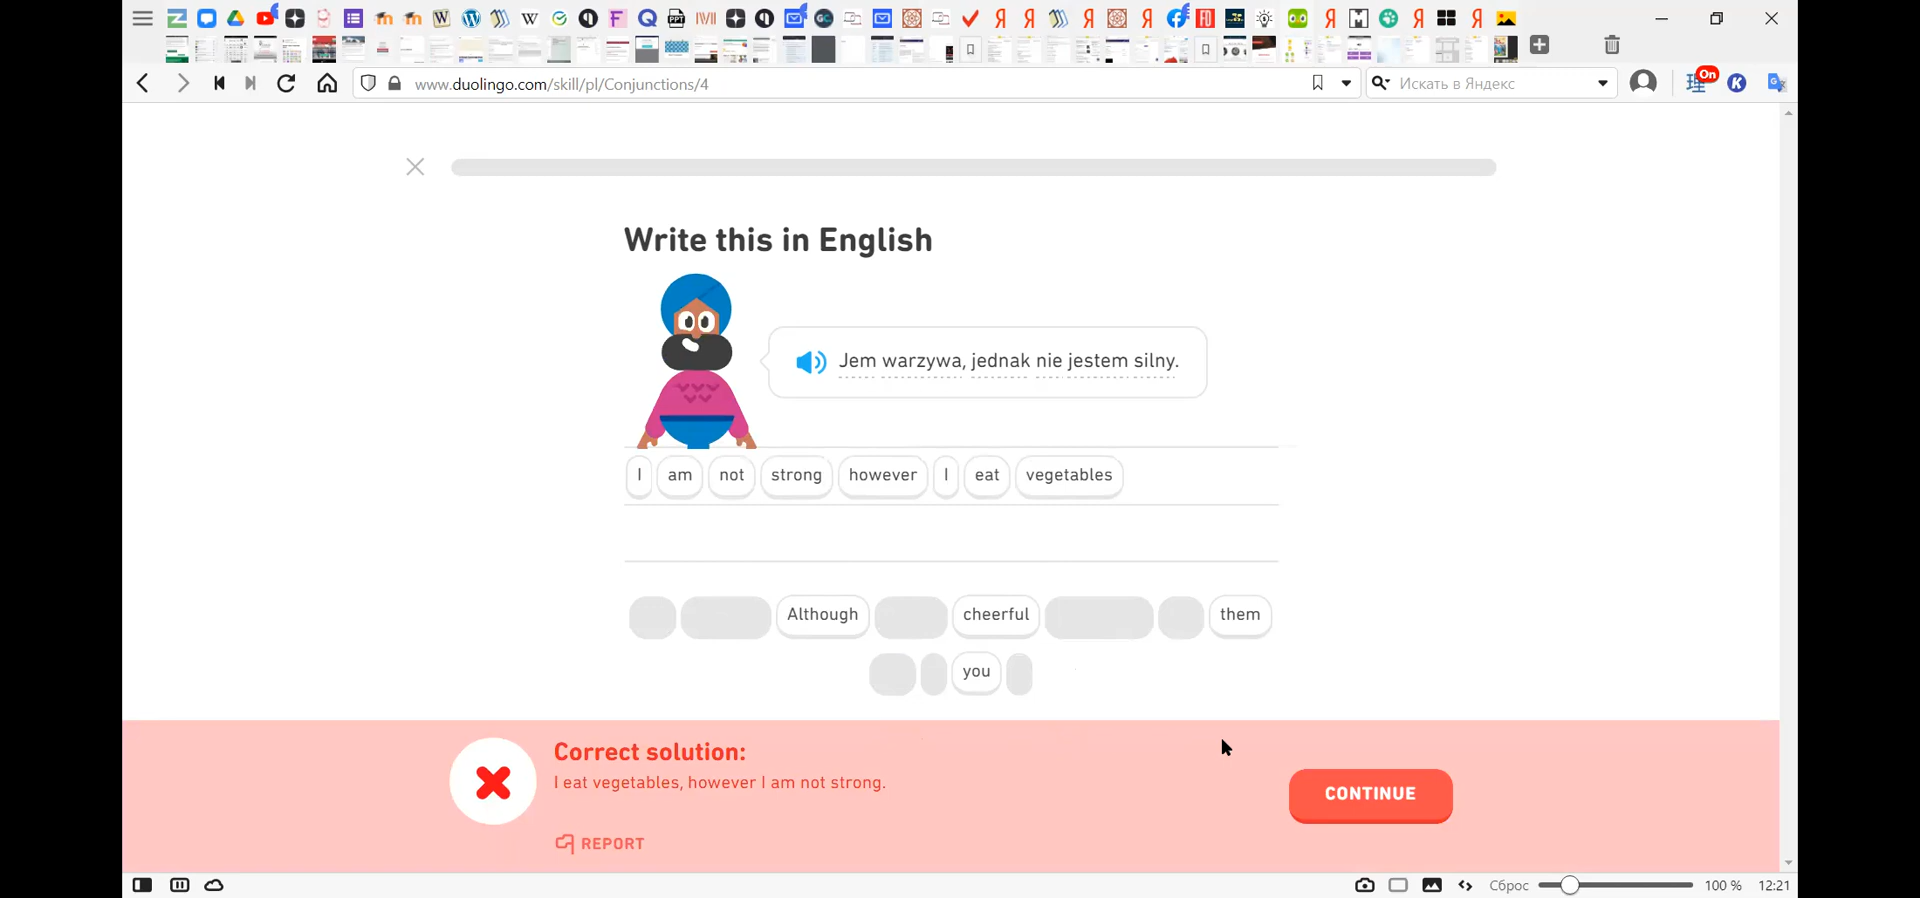 www.duolingo.com/skill/pl/Conjunctions/4
Искать в Яндекс
On
Write this in English
Jem warzywa, jednak nie jestem silny.
I am not strong however I eat vegetables
Although cheerful them
you
Correct solution:
I eat vegetables, however I am not strong.
CONTINUE
REPORT
Сброс 100 % 12:21